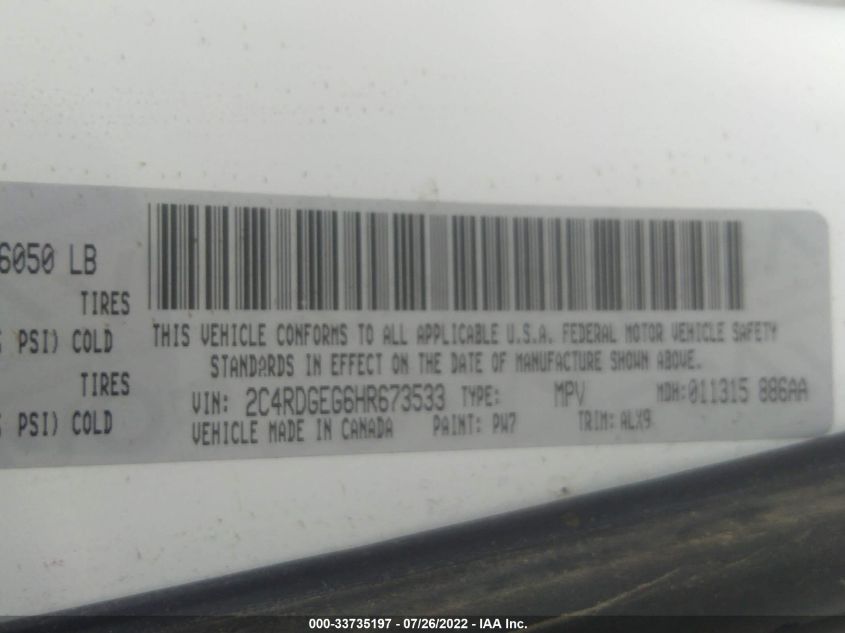 6050 LB
TIRES
PSI) COLD
TIRES
PSI) COLD
THIS VEHICLE CONFORMS TO ALL APPLICABLE U.S.A. FEDERAL MOTOR VEHICLE SAFETY
STANDARDS IN EFFECT ON THE DATE OF MANUFACTURE SHOWN ABOVE.
VIN: 2C4RDGEG6HR673533 TYPE: MPV MDH:011315 886AA
VEHICLE MADE IN CANADA PAINT: PW7 TRIM: ALX9
000-33735197 - 07/26/2022 - IAA Inc.